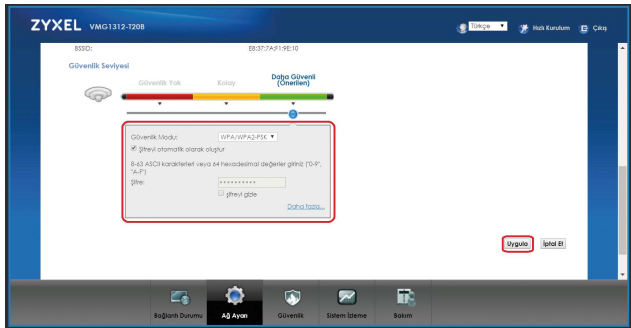 ZYXEL VMG1312-T20B
Türkçe Hızlı Kurulum Çıkış
BSSID: E8:37:7A:F1:9E:10
Güvenlik Seviyesi
Güvenlik Yok Kolay Daha Güvenli
(Önerilen)
Güvenlik Modu: WPA/WPA2-PSK
Şifreyi otomatik olarak
oluştur
8-63 ASCII karakterleri veya 64 hexadesimal değerler giriniz ("0-9",
"A-F")
Şifre: **********
şifreyi gizle
Daha fazla...
Uygula İptal Et
Bağlantı Durumu Ağ Ayarı Güvenlik Sistem İzleme Bakım